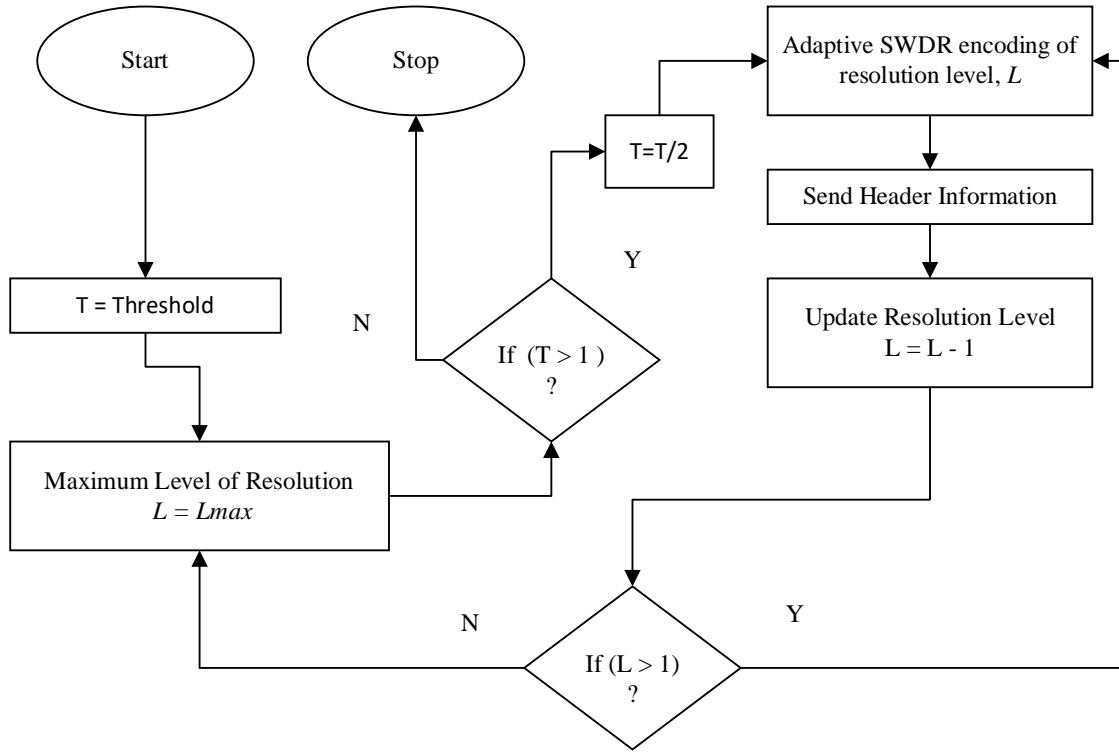 Start
Stop
Adaptive SWDR encoding of
resolution level, L
T=T/2
Send Header Information
Y
T = Threshold
N
Update Resolution Level
L = L - 1
If (T > 1 )
?
Maximum Level of Resolution
L = Lmax
N
Y
If (L > 1)
?